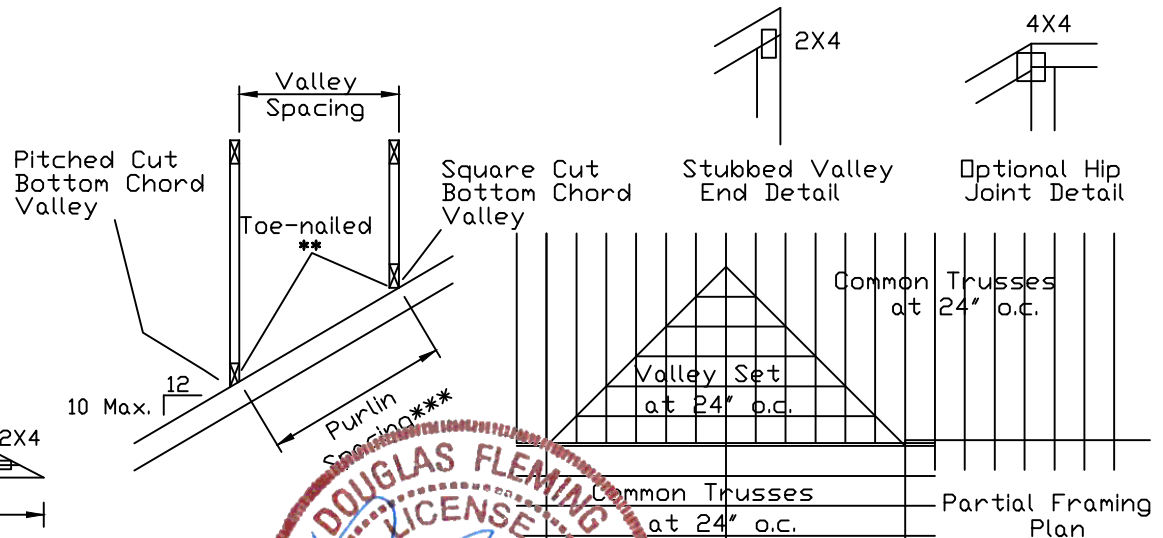 4X4
2X4
Valley
Spacing
Pitched Cut
Bottom Chord
Valley
Square Cut
Bottom Chord
Valley
Toe-nailed
**
Stubbed Valley
End Detail
Optional Hip
Joint Detail
Common Trusses
at 24" o.c.
Valley Set
at 24" o.c.
12
10 Max.
Purlin
Spacing***
2X4
DOUGLAS FLEMING
LICENSE
Common Trusses
at 24" o.c.
Partial Framing
Plan